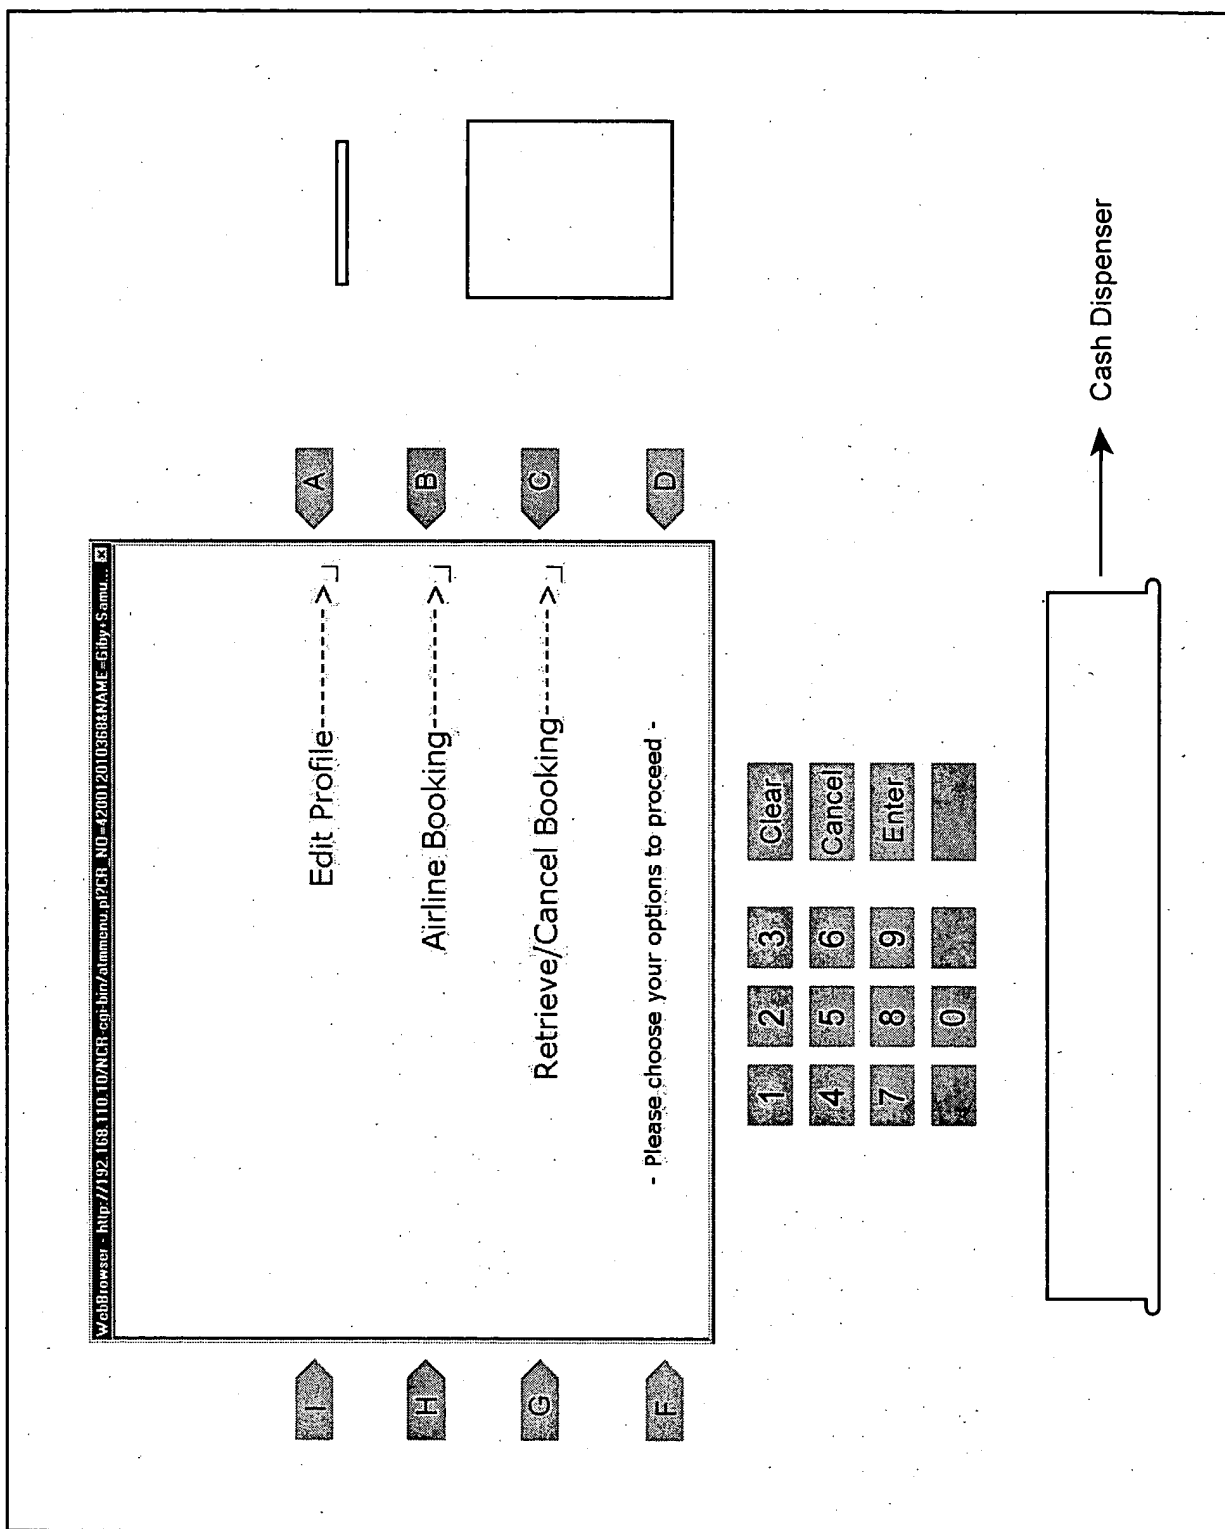 WebBrowser - http://192.168.110.10/NCR-cgi-bin/atmmenu.pl?CR_NO=4260120103688&NAME=Giby+Samu...
I
A
Edit Profile---------->┘
H
B
Airline Booking-------->┘
G
C
Retrieve/Cancel Booking-------->┘
F
D
- Please choose your options to proceed -
1 2 3 Clear
4 5 6 Cancel
7 8 9 Enter
0
Cash Dispenser